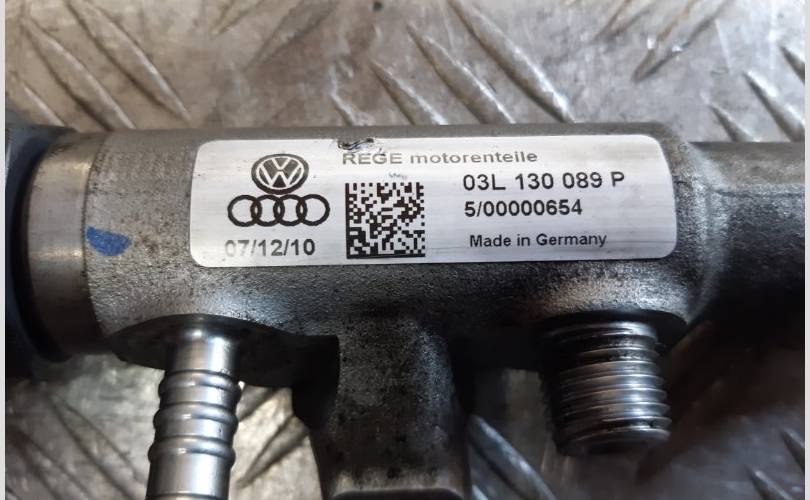 REGE motorenteile
03L 130 089 P
5/00000654
07/12/10
Made in Germany